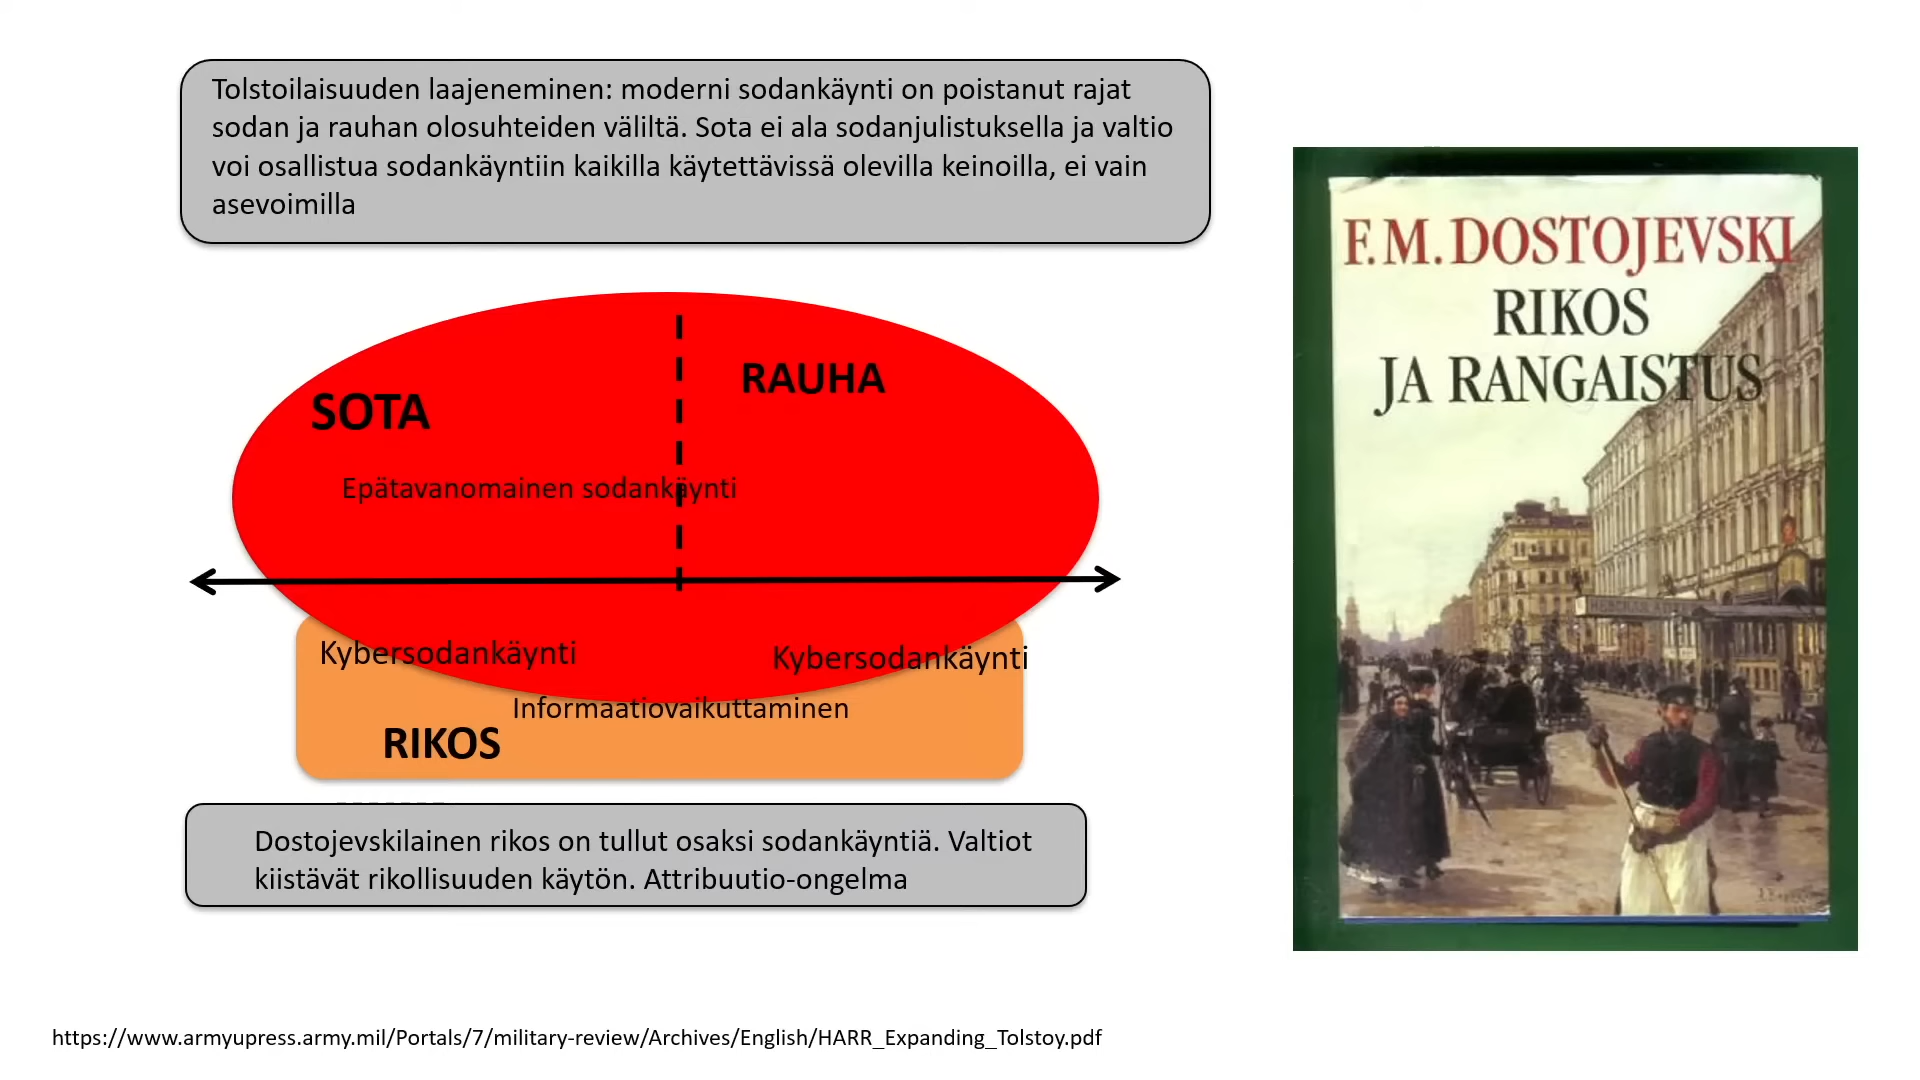 Tolstoilaisuuden laajeneminen: moderni sodankäynti on poistanut rajat
sodan ja rauhan olosuhteiden väliltä. Sota ei ala sodanjulistuksella ja valtio
voi osallistua sodankäyntiin kaikilla käytettävissä olevilla keinoilla, ei vain
asevoimilla
SOTA
RAUHA
Epätavanomainen sodankäynti
Kybersodankäynti
Kybersodankäynti
Informaatiovaikuttaminen
RIKOS
Dostojevskilainen rikos on tullut osaksi sodankäyntiä. Valtiot
kiistävät rikollisuuden käytön. Attribuutio-ongelma
F.M. DOSTOJEVSKI
RIKOS
JA RANGAISTUS
https://www.armyupress.army.mil/Portals/7/military-review/Archives/English/HARR_Expanding_Tolstoy.pdf